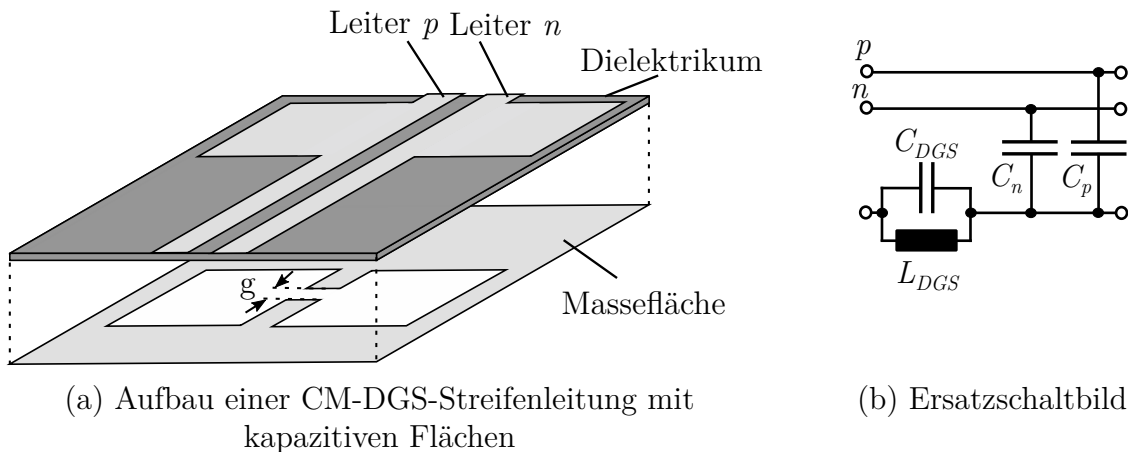 Leiter p Leiter n
Dielektrikum
g
Massefläche
(a) Aufbau einer CM-DGS-Streifenleitung mit
kapazitiven Flächen
p
n
C_DGS
C_n C_p
L_DGS
(b) Ersatzschaltbild